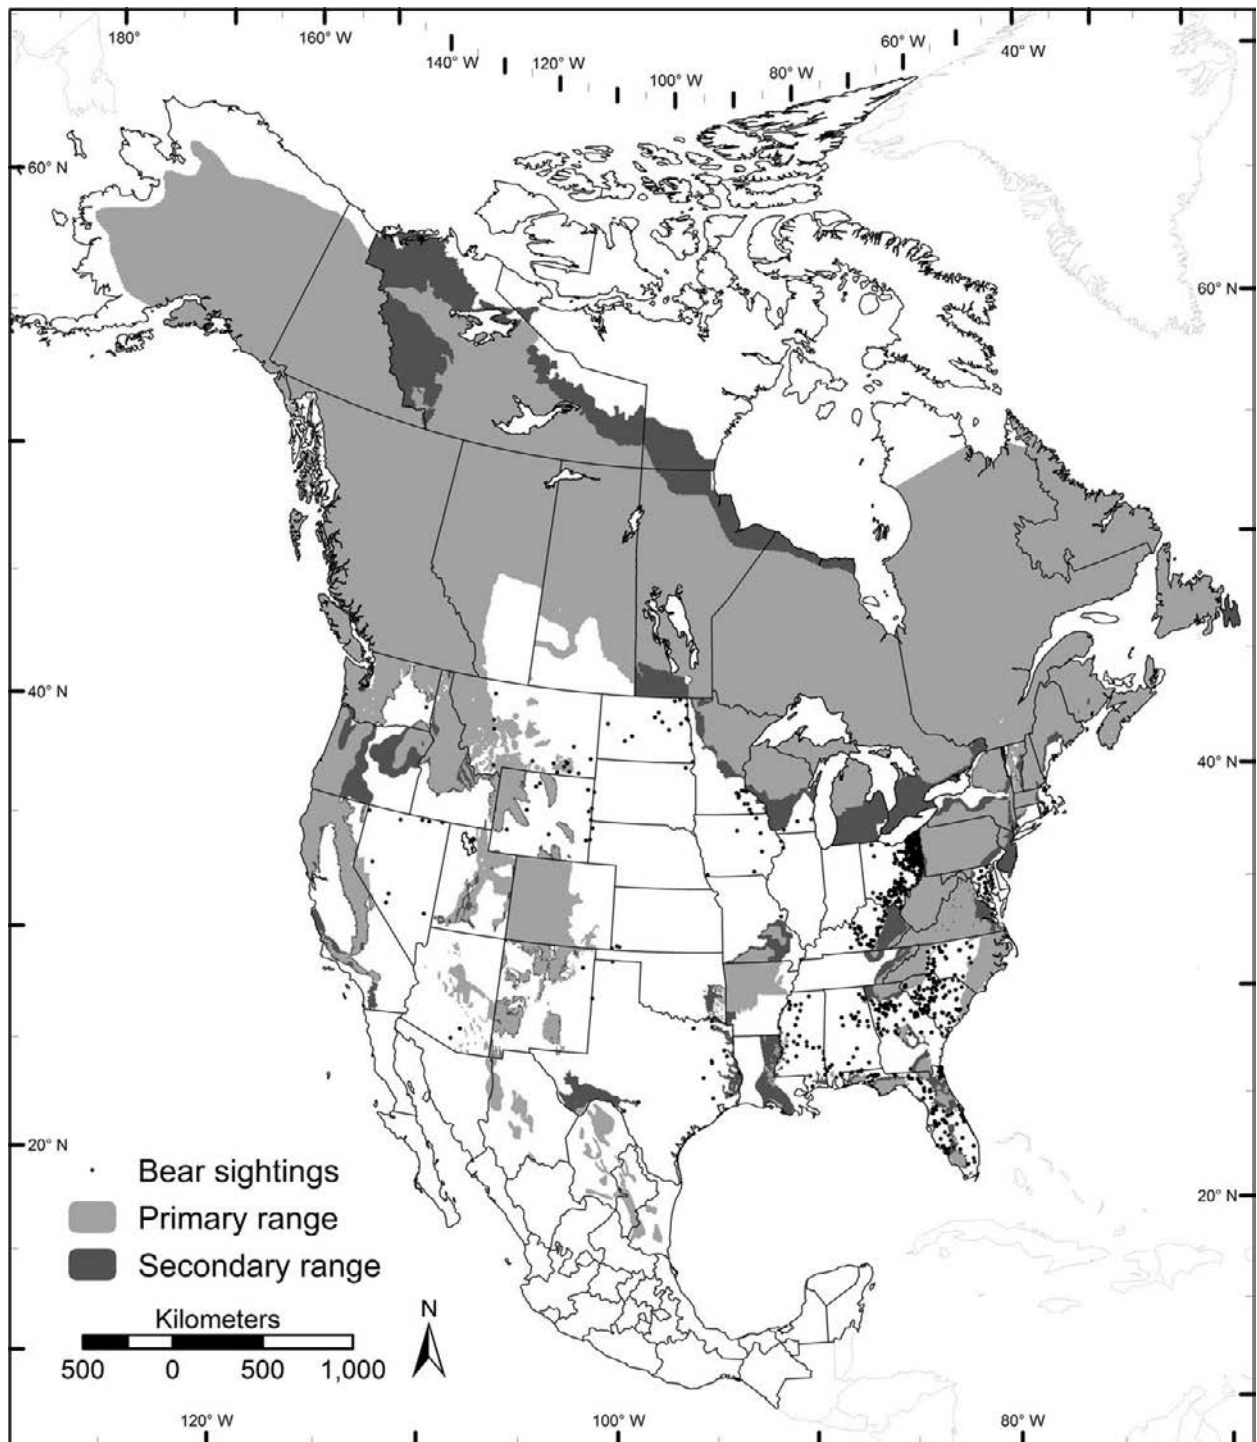 180°
160° W
140° W
120° W
100° W
80° W
60° W
40° W
60° N
60° N
40° N
40° N
20° N
20° N
Bear sightings
Primary range
Secondary range
Kilometers
500 0 500 1,000
N
120° W
100° W
80° W